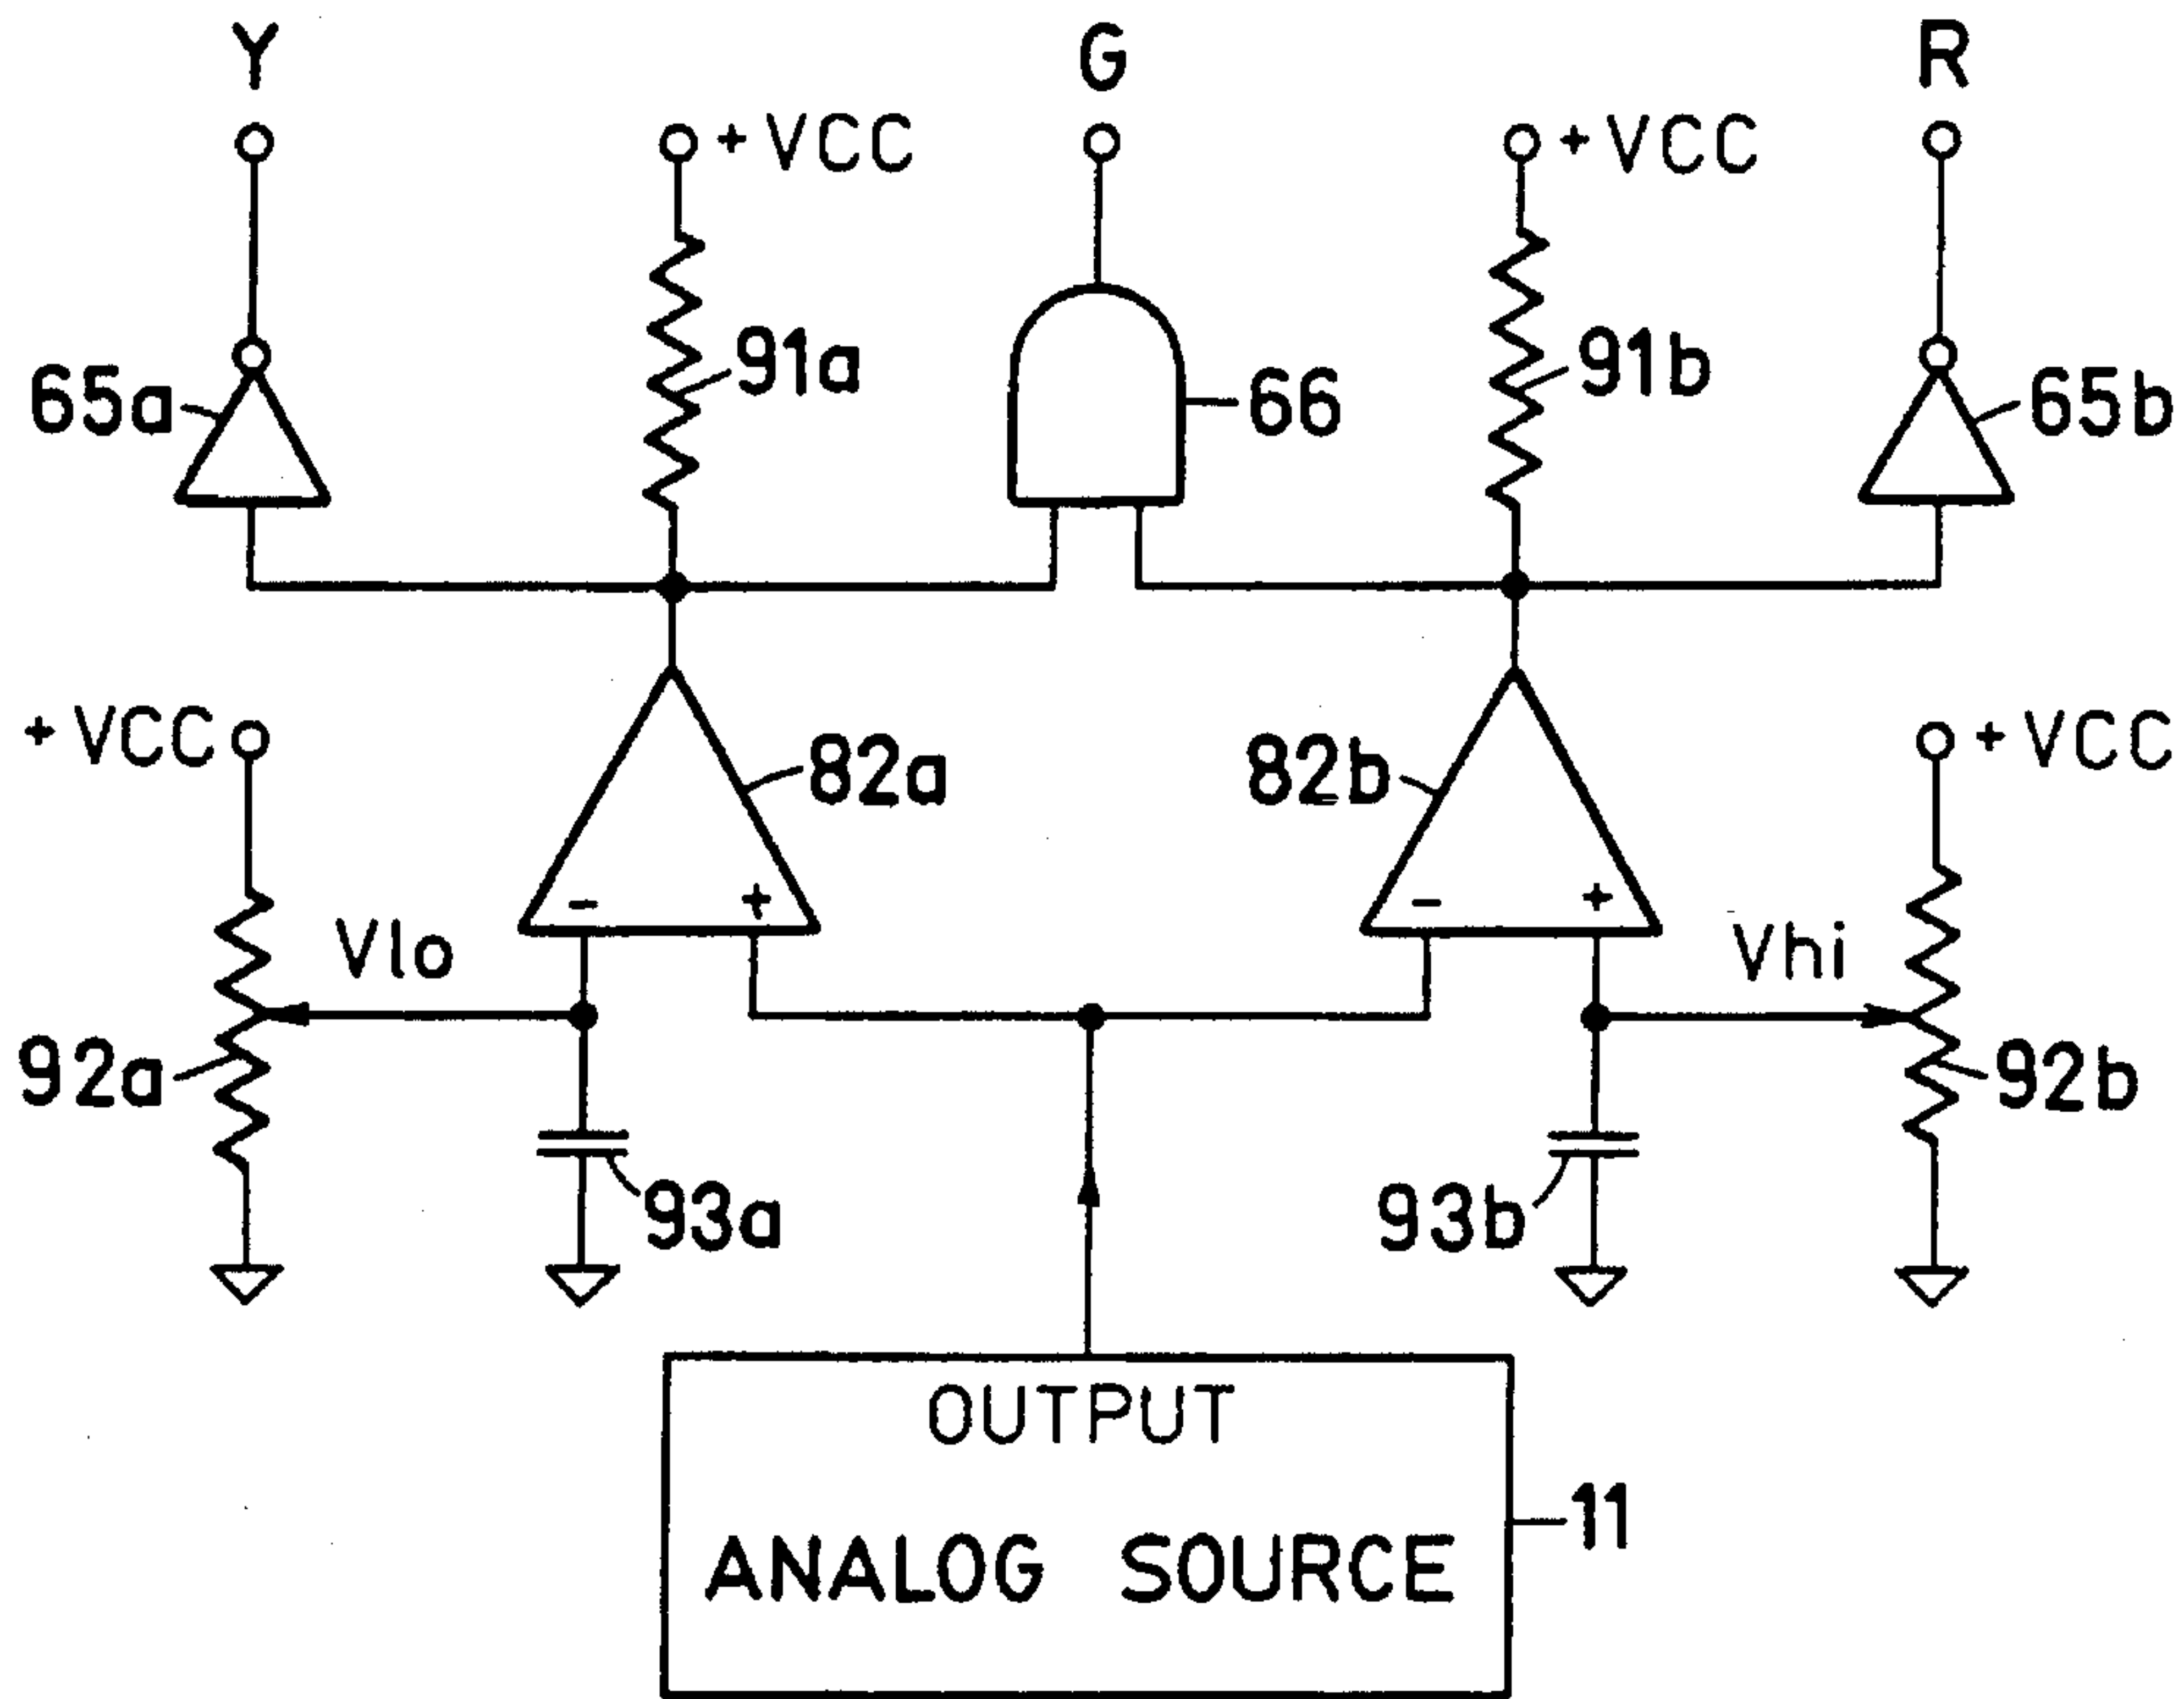 Y G R
+VCC +VCC
65a 91a 66 91b 65b
+VCC 82a 82b +VCC
- + - +
Vlo Vhi
92a 92b
93a 93b
OUTPUT
ANALOG SOURCE 11